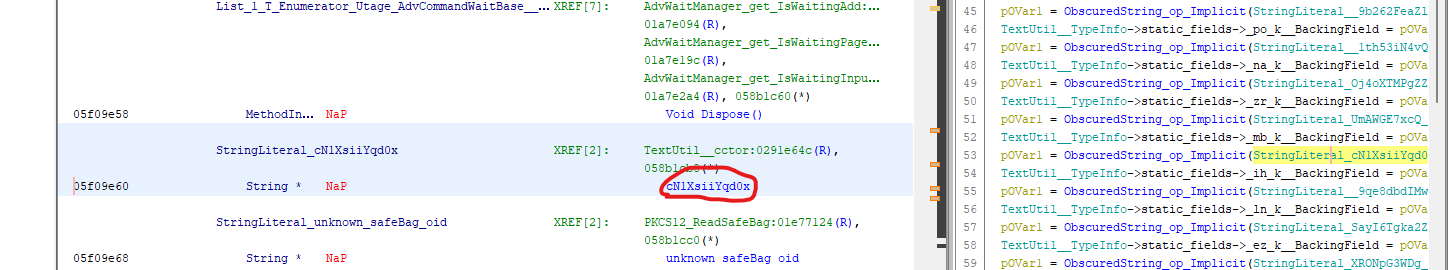 List_1_T_Enumerator_Utage_AdvCommandWaitBase__... XREF[7]: AdvWaitManager_get_IsWaitingAdd:...
01a7e094(R),
AdvWaitManager_get_IsWaitingPage...
01a7e19c(R),
AdvWaitManager_get_IsWaitingInpu...
01a7e2a4(R), 058b1c60(*)
05f09e58 MethodIn... NaP Void Dispose()
StringLiteral_cNlXsiiYqd0x XREF[2]: TextUtil__cctor:0291e64c(R),
05f09e60 String * NaP cNlXsiiYqd0x
StringLiteral_unknown_safeBag_oid XREF[2]: PKCS12_ReadSafeBag:01e77124(R),
058b1cc0(*)
05f09e68 String * NaP unknown safeBag oid
45 pOVar1 = ObscuredString_op_Implicit(StringLiteral__9b262FeaZl
46 TextUtil__TypeInfo->static_fields->_po_k__BackingField = pOVa
47 pOVar1 = ObscuredString_op_Implicit(StringLiteral__lth53iN4vQ
48 TextUtil__TypeInfo->static_fields->_na_k__BackingField = pOVa
49 pOVar1 = ObscuredString_op_Implicit(StringLiteral_Oj4oXTMPgZZ
50 TextUtil__TypeInfo->static_fields->_zr_k__BackingField = pOVa
51 pOVar1 = ObscuredString_op_Implicit(StringLiteral_UmAWGE7xcQ_
52 TextUtil__TypeInfo->static_fields->_mb_k__BackingField = pOVa
53 pOVar1 = ObscuredString_op_Implicit(StringLiteral_cNlXsiiYqd0
54 TextUtil__TypeInfo->static_fields->_ih_k__BackingField = pOVa
55 pOVar1 = ObscuredString_op_Implicit(StringLiteral__9qe8dbdIMw
56 TextUtil__TypeInfo->static_fields->_ln_k__BackingField = pOVa
57 pOVar1 = ObscuredString_op_Implicit(StringLiteral_SayI6Tgka2Z
58 TextUtil__TypeInfo->static_fields->_ez_k__BackingField = pOVa
59 pOVar1 = ObscuredString_op_Implicit(StringLiteral_XRONpG3WDg_